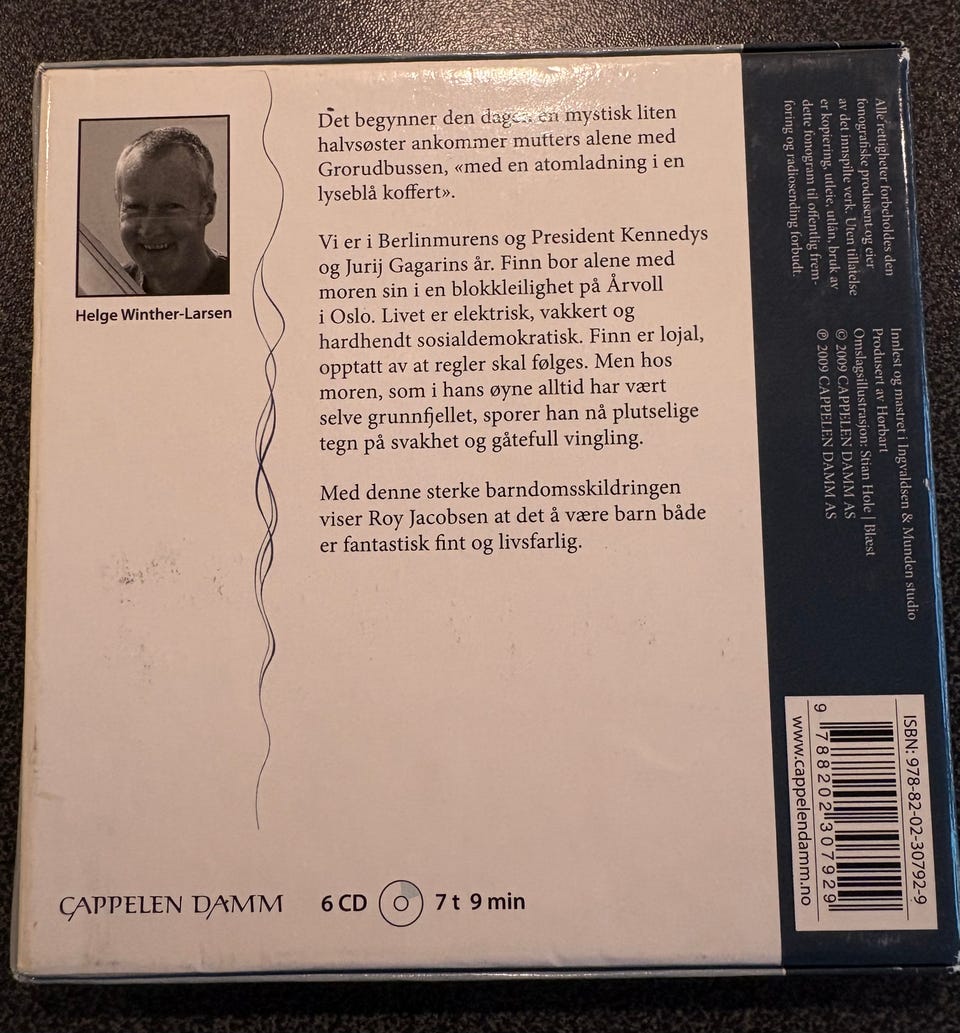 Det begynner den dagen en mystisk liten
halvsøster ankommer mutters alene med
Grorudbussen, «med en atomladning i en
lyseblå koffert».
Vi er i Berlinmurens og President Kennedys
og Jurij Gagarins år. Finn bor alene med
moren sin i en blokkleilighet på Årvoll
i Oslo. Livet er elektrisk, vakkert og
hardhendt sosialdemokratisk. Finn er lojal,
opptatt av at regler skal følges. Men hos
moren, som i hans øyne alltid har vært
selve grunnfjellet, sporer han nå plutselige
tegn på svakhet og gåtefull vingling.
Med denne sterke barndomsskildringen
viser Roy Jacobsen at det å være barn både
er fantastisk fint og livsfarlig.
Helge Winther-Larsen
CAPPELEN DAMM
6 CD
7 t 9 min
Alle rettigheter forbeholdes den
fonografiske produsent og eier
av det innspilte verk. Uten tillatelse
er kopiering, utleie, utlån, bruk av
dette fonogram til offentlig frem-
føring og radiosending forbudt.
Innlest og mastret i Ingvaldsen & Munden studio
Produsert av Hørbart
Omslagsillustrasjon: Stian Hole | Blæst
© 2009 CAPPELEN DAMM AS
℗ 2009 CAPPELEN DAMM AS
ISBN: 978-82-02-30792-9
9 788202 307929
www.cappelendamm.no